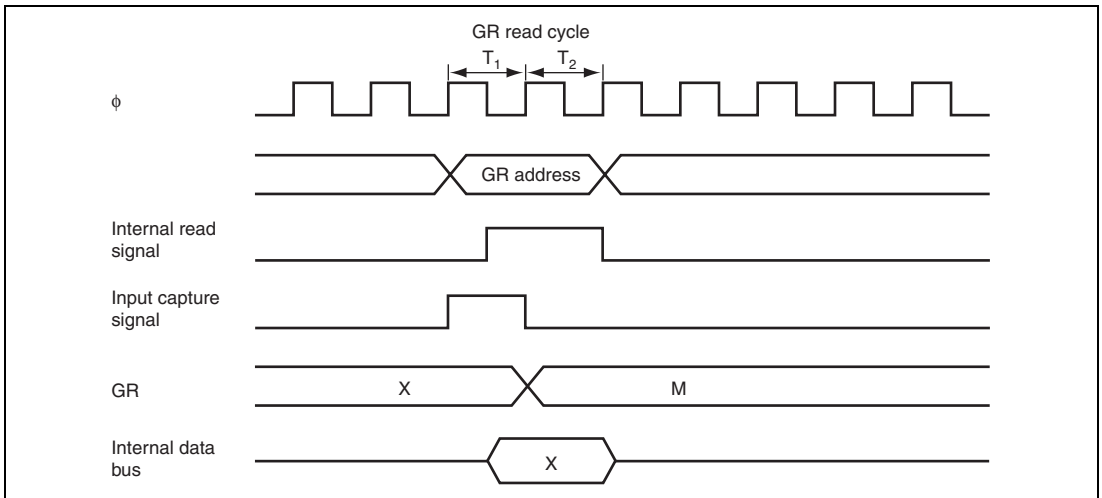 GR read cycle
T₁ T₂
ϕ
GR address
Internal read
signal
Input capture
signal
GR X M
Internal data
bus X